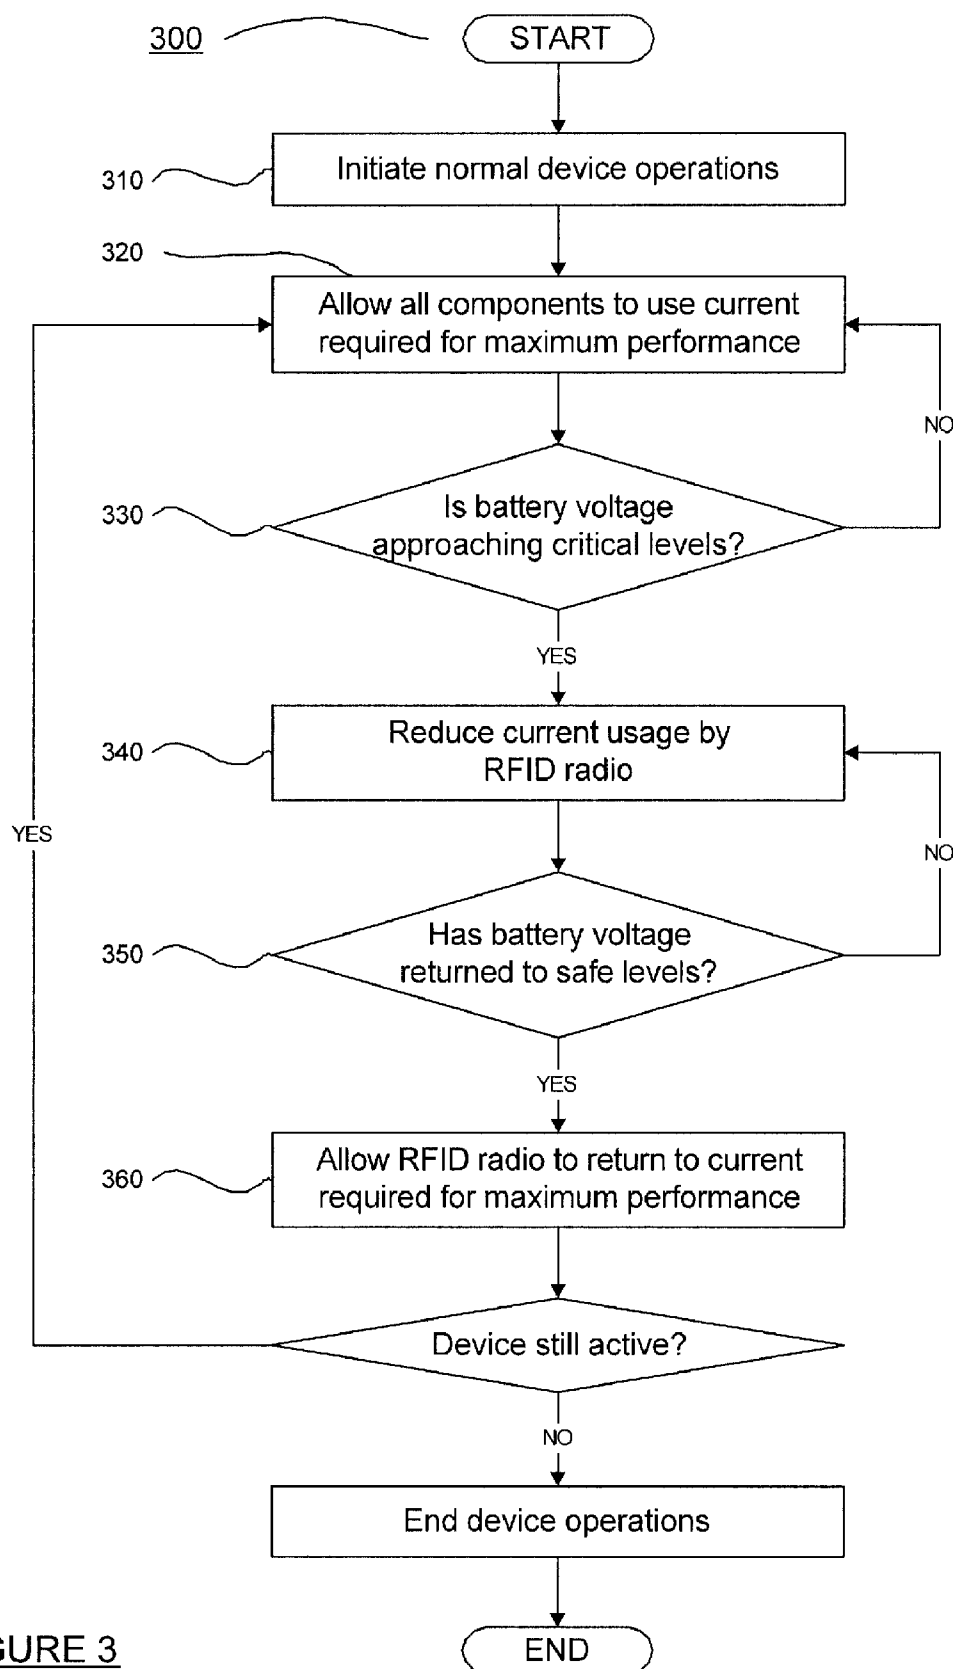 300
START
310
Initiate normal device operations
320
Allow all components to use current
required for maximum performance
NO
330
Is battery voltage
approaching critical levels?
YES
340
Reduce current usage by
RFID radio
YES
NO
350
Has battery voltage
returned to safe levels?
YES
360
Allow RFID radio to return to current
required for maximum performance
Device still active?
NO
End device operations
END
GURE 3